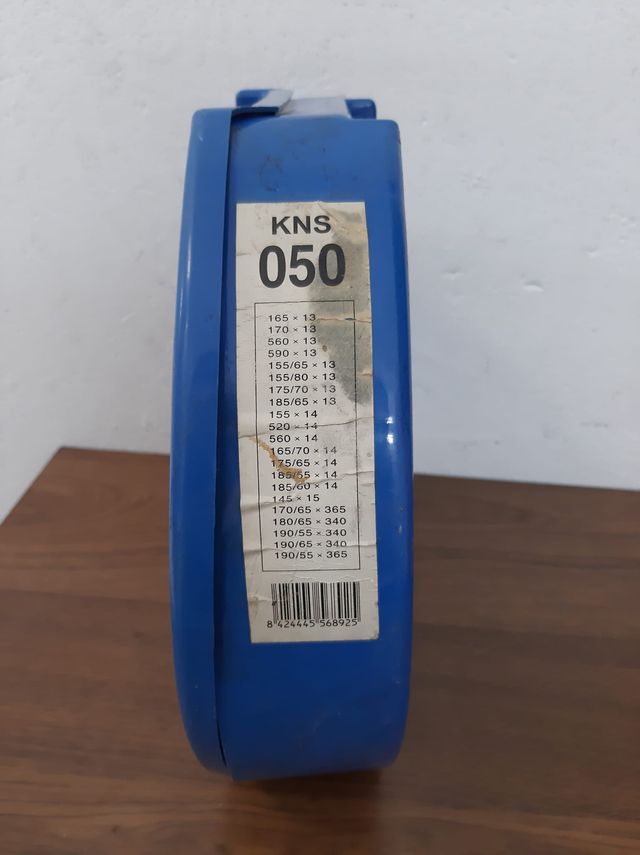 KNS
050
165 × 13
170 × 13
560 × 13
590 × 13
155/65 × 13
155/80 × 13
175/70 × 13
185/65 × 13
155 × 14
520 × 14
560 × 14
165/70 × 14
175/65 × 14
185/55 × 14
185/60 × 14
145 × 15
170/65 × 365
180/65 × 340
190/55 × 340
190/65 × 340
190/55 × 365
8 424445 568925